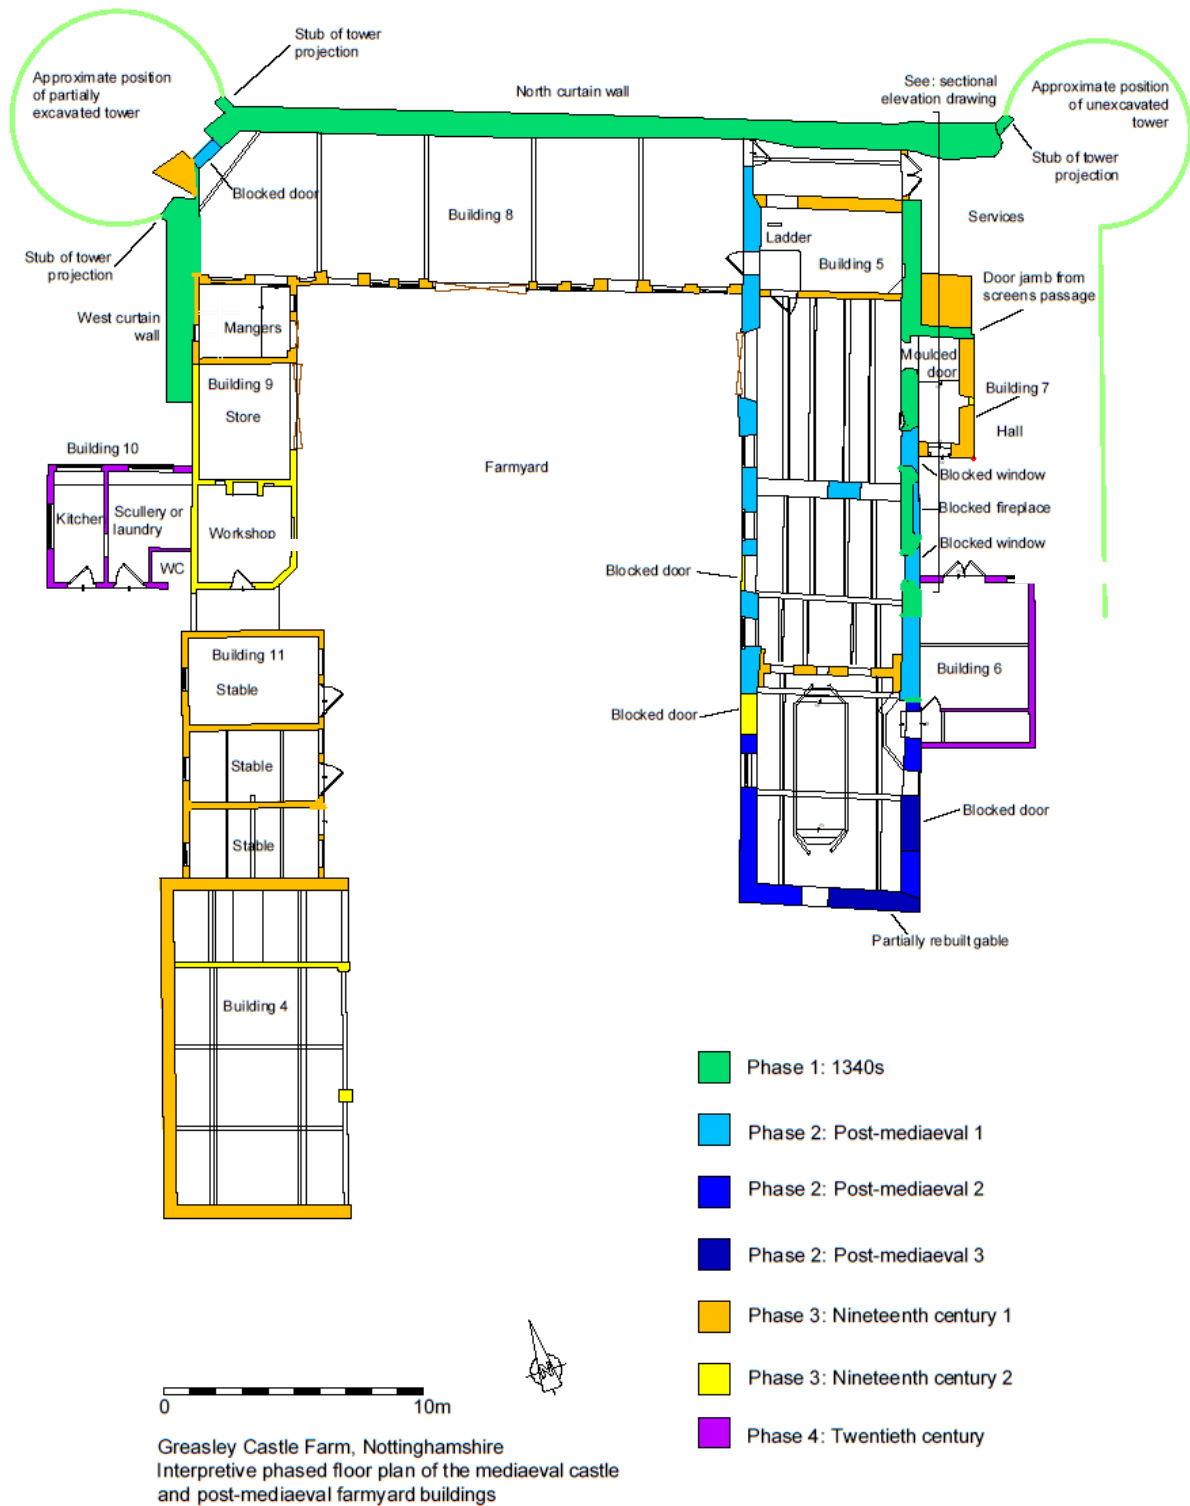 Stub of tower
projection
Approximate position
of partially
excavated tower
North curtain wall
See: sectional
elevation drawing
Approximate position
of unexcavated
tower
Stub of tower
projection
Blocked door
Building 8
Services
Ladder
Building 5
Stub of tower
projection
Door jamb from
screens passage
West curtain
wall
Mangers
Moulded
door
Building 9
Store
Building 7
Hall
Building 10
Farmyard
Blocked window
Kitchen
Scullery or
laundry
Workshop
Blocked fireplace
Blocked window
WC
Blocked door
Building 11
Stable
Building 6
Blocked door
Stable
Blocked door
Stable
Partially rebuilt gable
Building 4
Phase 1: 1340s
Phase 2: Post-mediaeval 1
Phase 2: Post-mediaeval 2
Phase 2: Post-mediaeval 3
Phase 3: Nineteenth century 1
Phase 3: Nineteenth century 2
Phase 4: Twentieth century
N
0 10m
Greasley Castle Farm, Nottinghamshire
Interpretive phased floor plan of the mediaeval castle
and post-mediaeval farmyard buildings